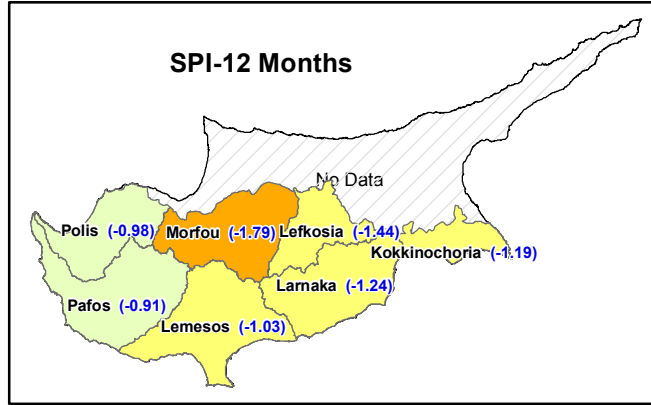 SPI-12 Months
No Data
Polis (-0.98)
Morfou (-1.79)
Lefkosia (-1.44)
Kokkinochoria (-1.19)
Larnaka (-1.24)
Pafos (-0.91)
Lemesos (-1.03)